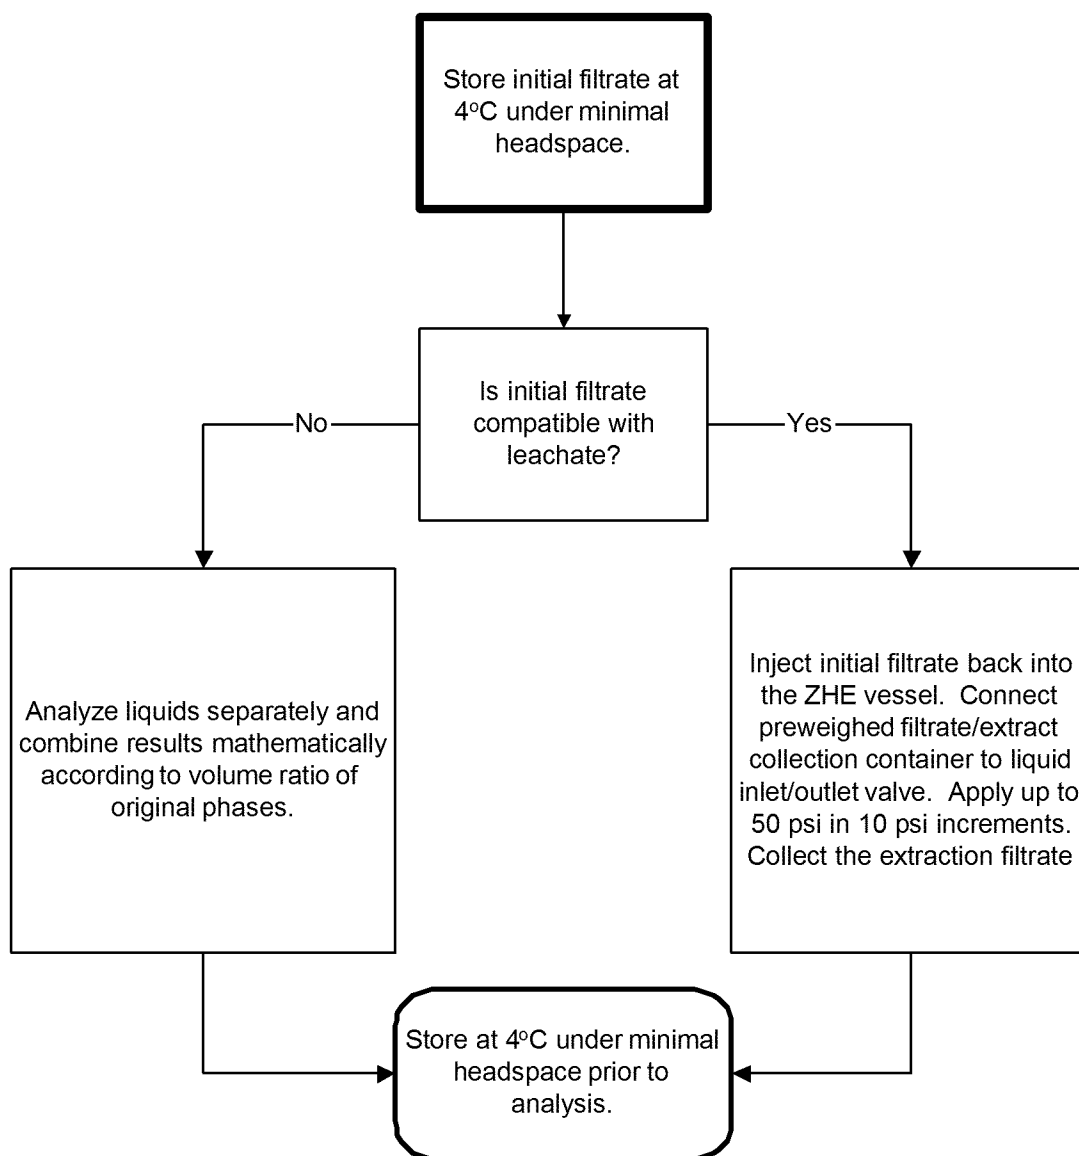 Store initial filtrate at
4°C under minimal
headspace.
Is initial filtrate
compatible with
leachate?
No
Yes
Analyze liquids separately and
combine results mathematically
according to volume ratio of
original phases.
Inject initial filtrate back into
the ZHE vessel.  Connect
preweighed filtrate/extract
collection container to liquid
inlet/outlet valve.  Apply up to
50 psi in 10 psi increments.
Collect the extraction filtrate
Store at 4°C under minimal
headspace prior to
analysis.